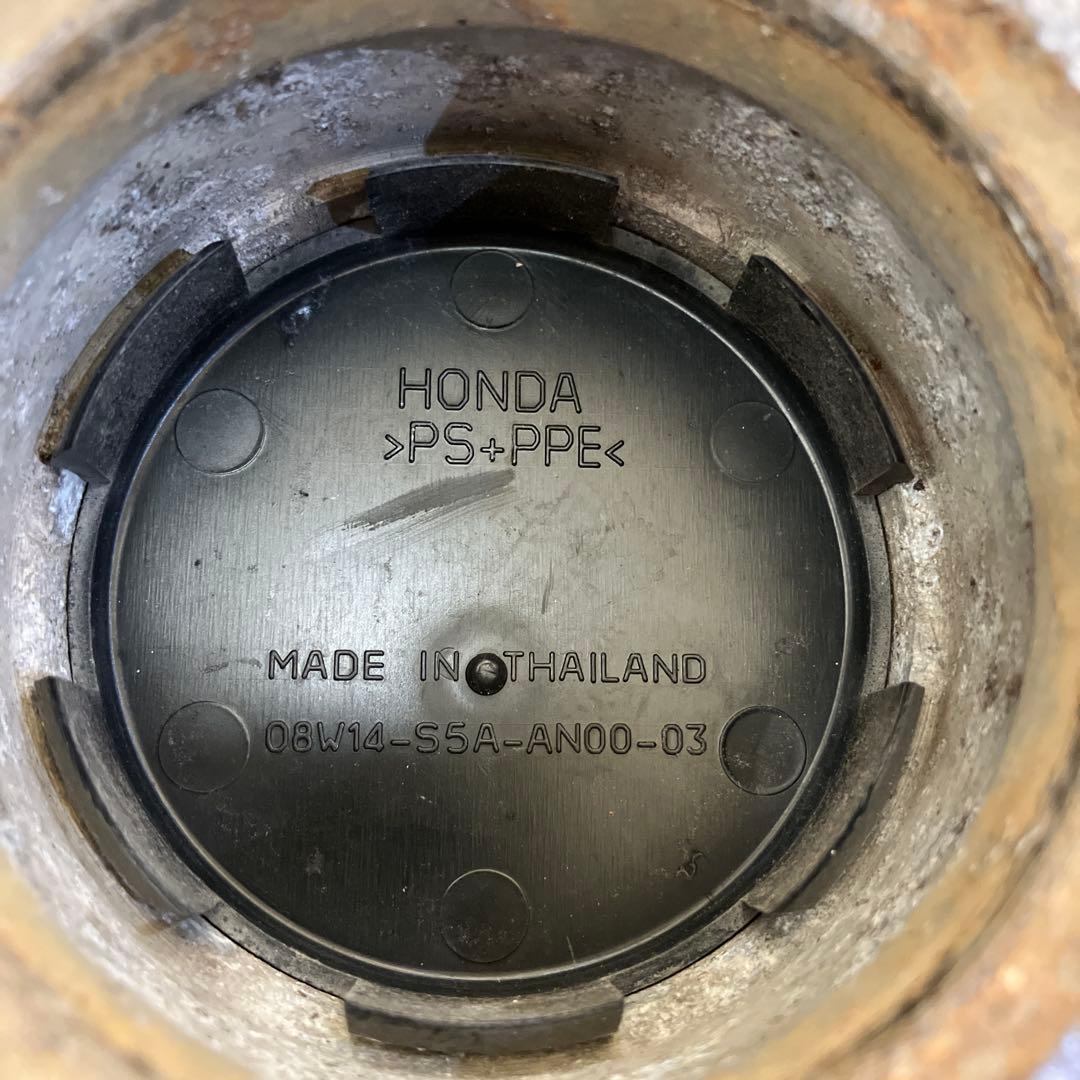 HONDA
>PS+PPE<
MADE IN THAILAND
08W14-S5A-AN00-03